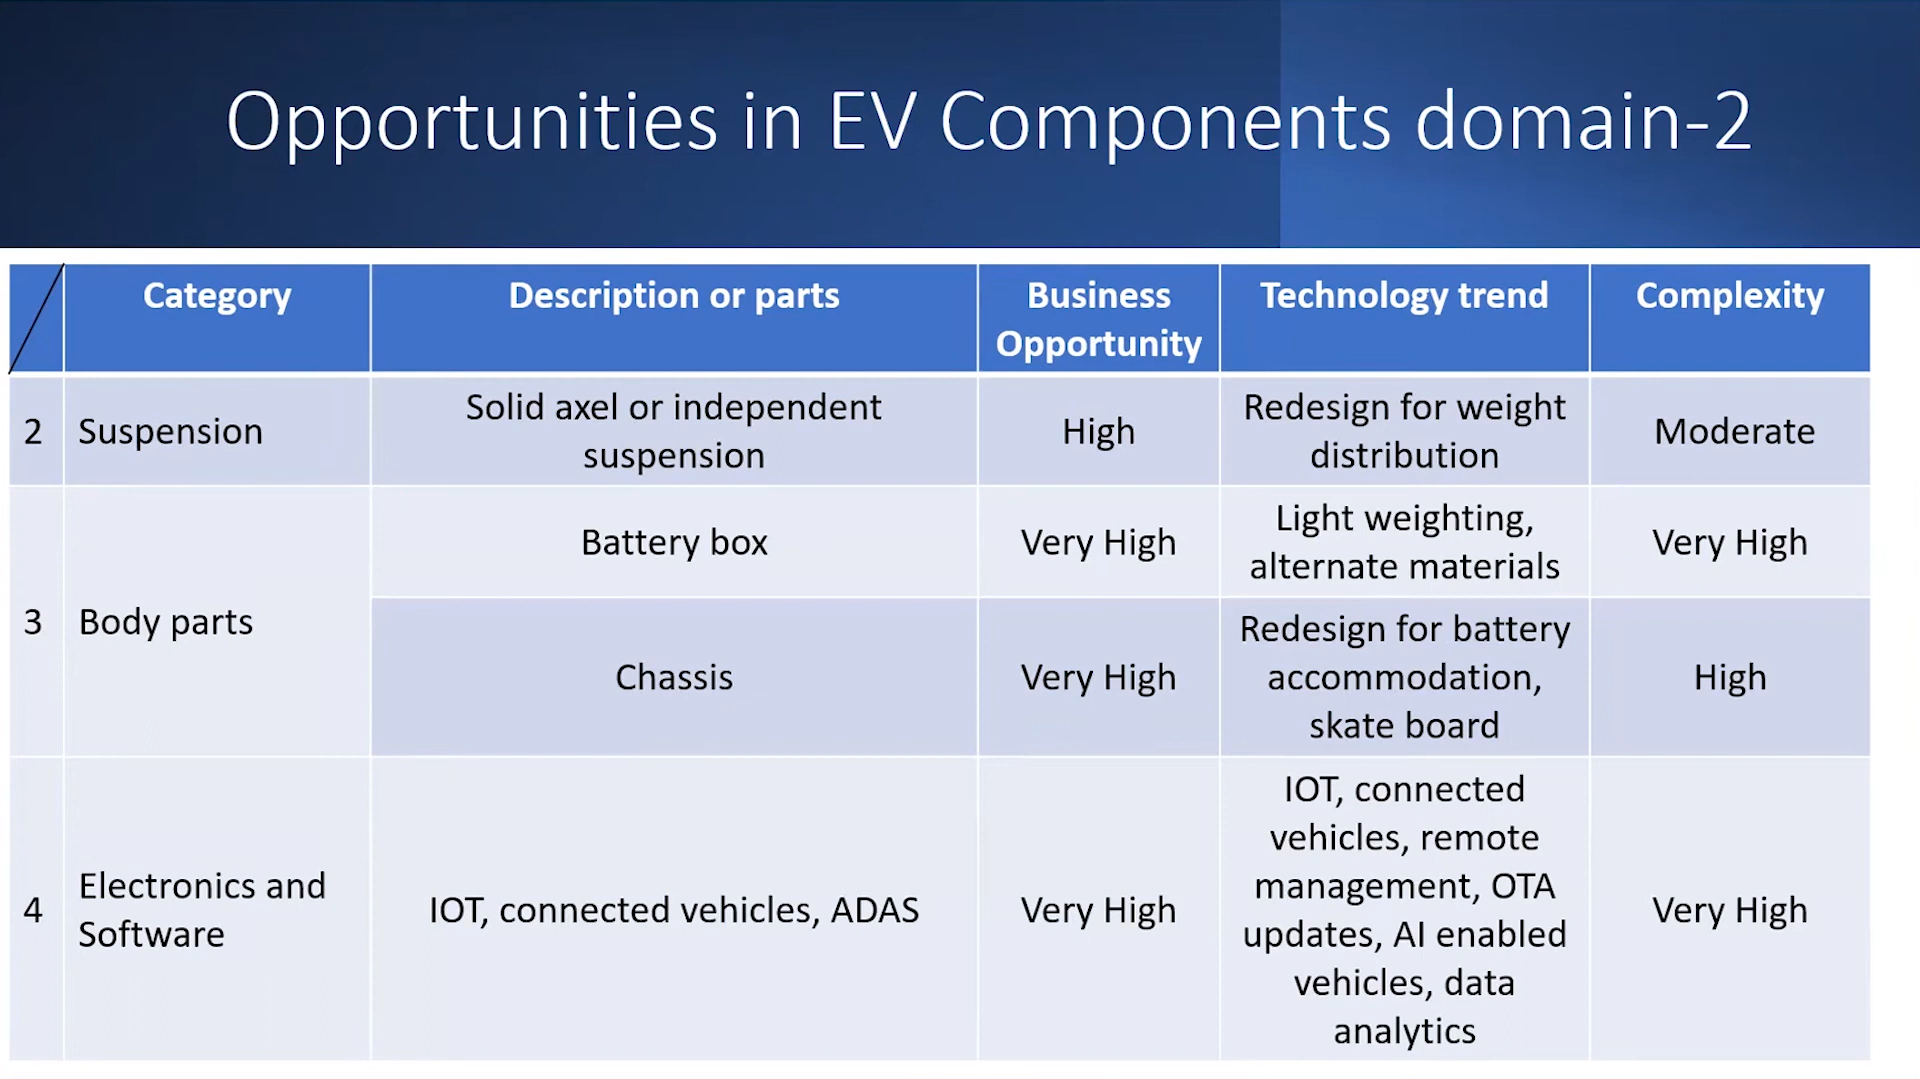 Opportunities in EV Components domain-2
Category
Description or parts
Business
Opportunity
Technology trend
Complexity
2
Suspension
Solid axel or independent
suspension
High
Redesign for weight
distribution
Moderate
3
Body parts
Battery box
Very High
Light weighting,
alternate materials
Very High
Chassis
Very High
Redesign for battery
accommodation,
skate board
High
4
Electronics and
Software
IOT, connected vehicles, ADAS
Very High
IOT, connected
vehicles, remote
management, OTA
updates, AI enabled
vehicles, data
analytics
Very High